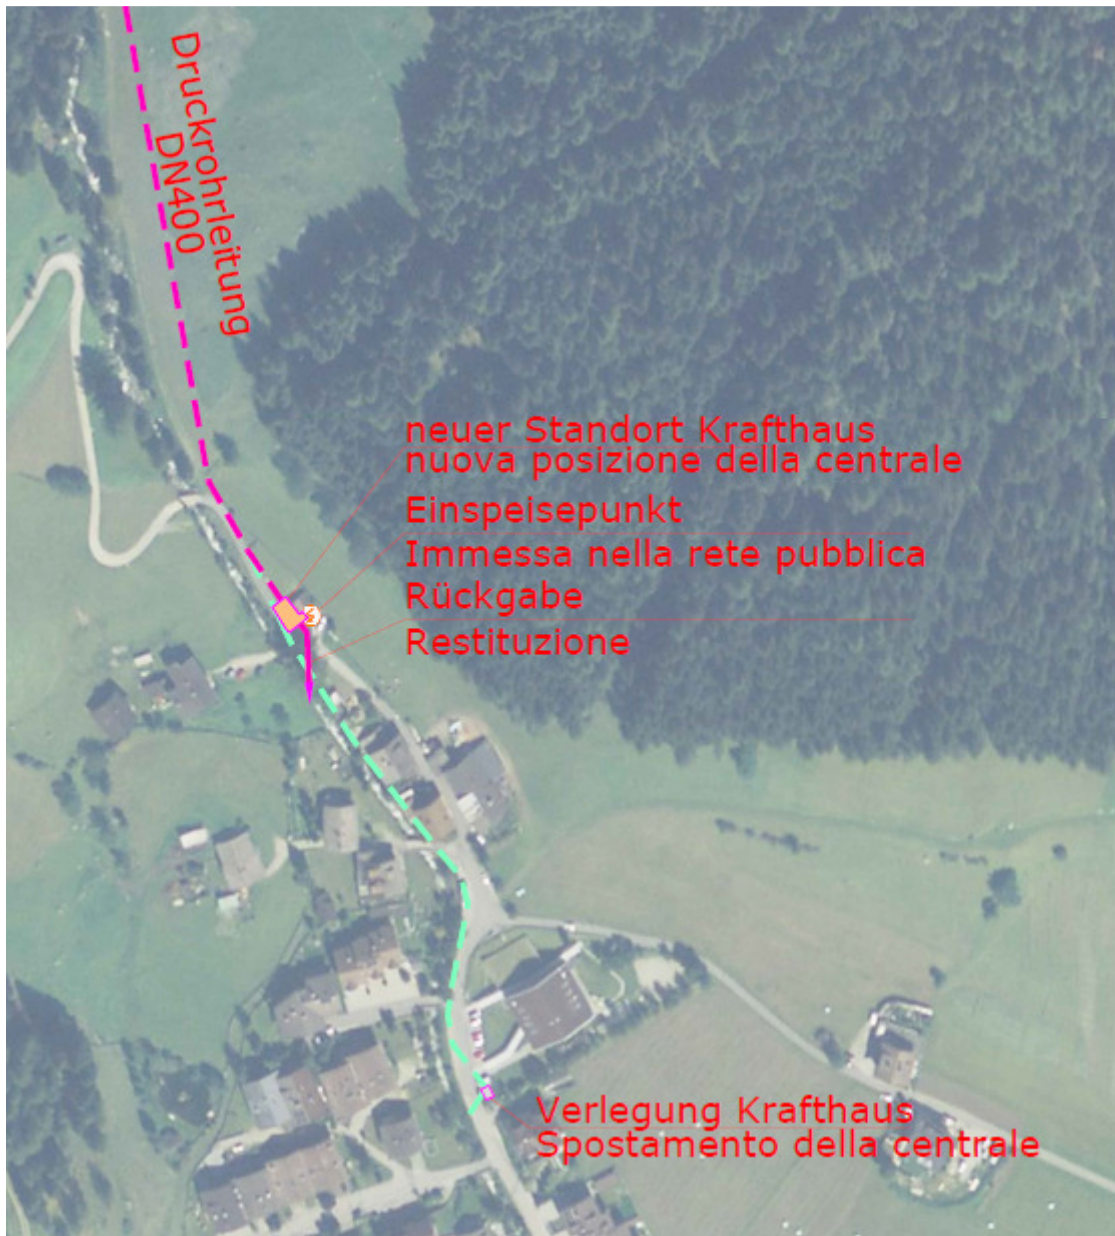 Druckrohrleitung
DN400
neuer Standort Krafthaus
nuova posizione della centrale
Einspeisepunkt
Immessa nella rete pubblica
Rückgabe
Restituzione
Verlegung Krafthaus
Spostamento della centrale